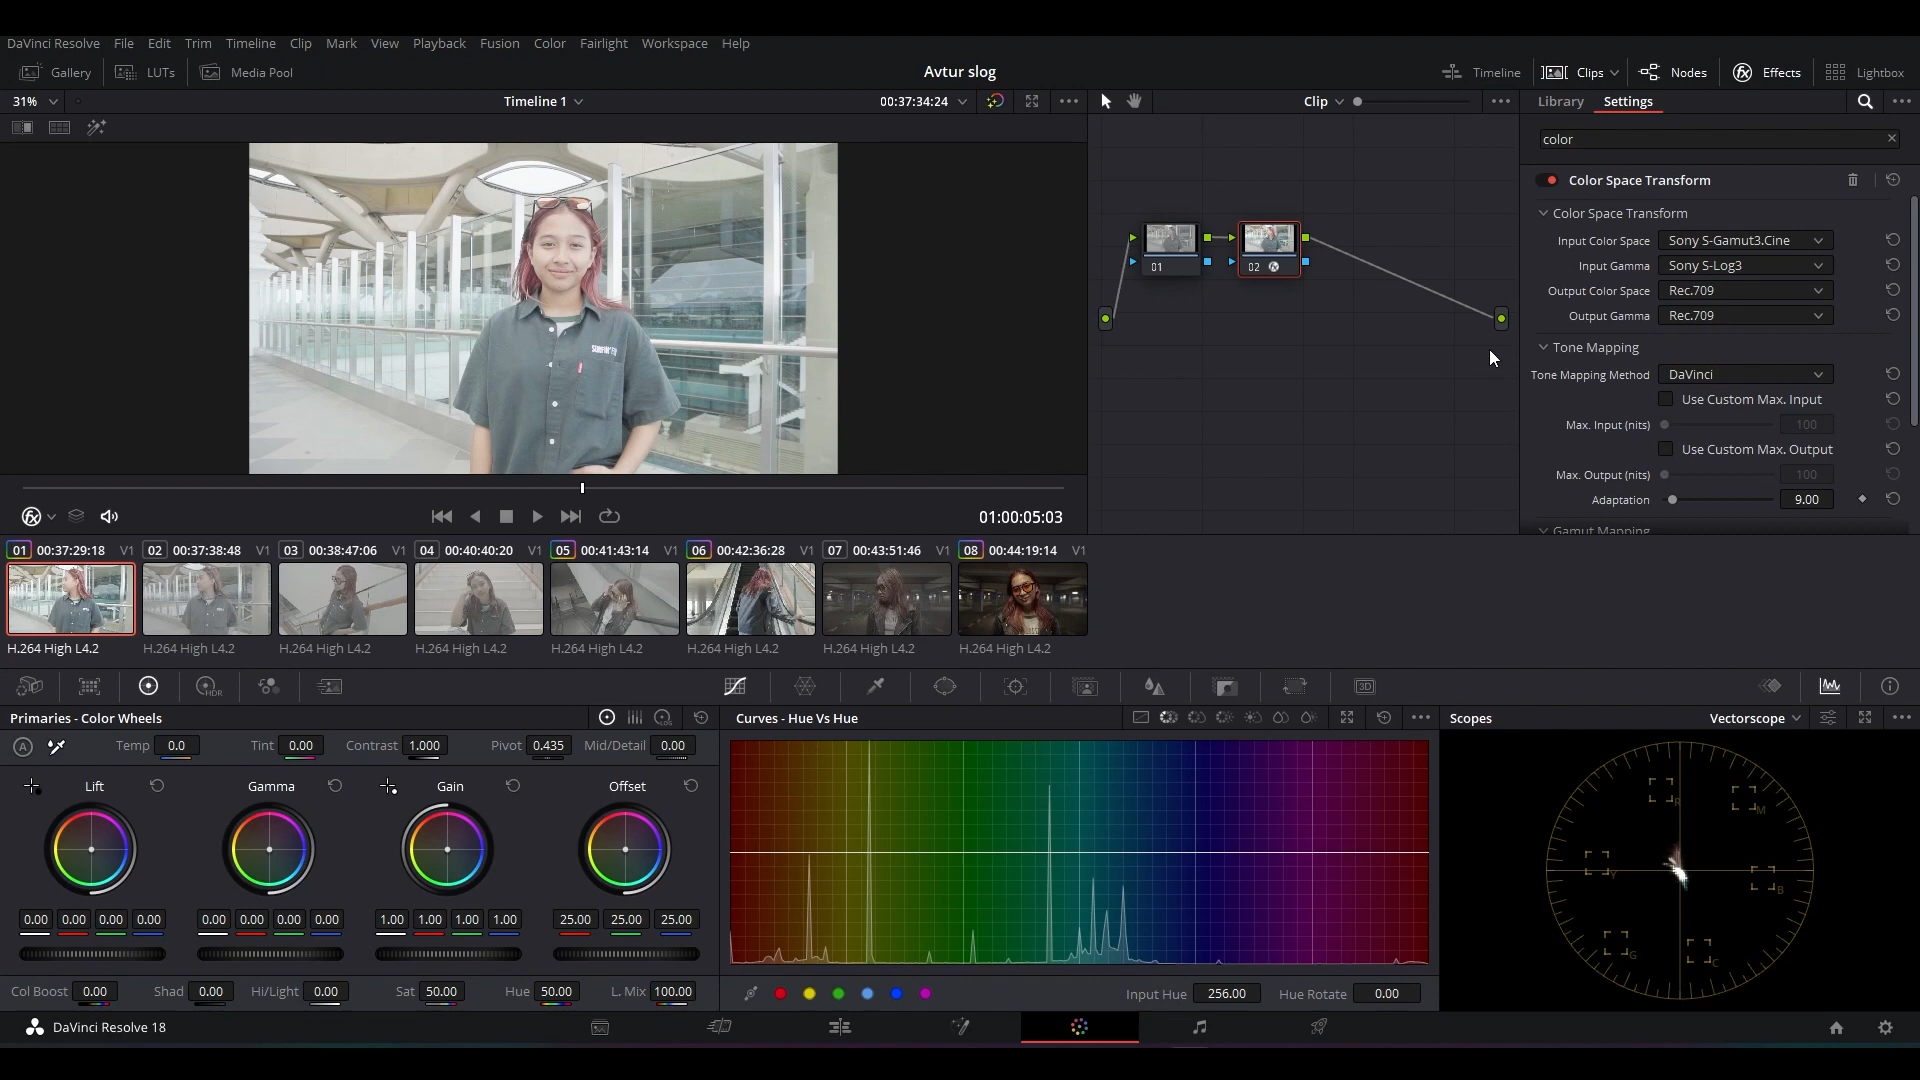 DaVinci Resolve File Edit Trim Timeline Clip Mark View Playback Fusion Color Fairlight Workspace Help
Gallery LUTs Media Pool Avtur slog Timeline Clips Nodes fx Effects Lightbox
31% Timeline 1 00:37:34:24 Clip Library Settings
color
Color Space Transform
Color Space Transform
Input Color Space Sony S-Gamut3.Cine
Input Gamma Sony S-Log3
Output Color Space Rec.709
Output Gamma Rec.709
Tone Mapping
Tone Mapping Method DaVinci
Use Custom Max. Input
Max. Input (nits) 100
Use Custom Max. Output
Max. Output (nits) 100
Adaptation 9.00
Gamut Mapping
01 02
01:00:05:03
01 00:37:29:18 V1 02 00:37:38:48 V1 03 00:38:47:06 V1 04 00:40:40:20 V1 05 00:41:43:14 V1 06 00:42:36:28 V1 07 00:43:51:46 V1 08 00:44:19:14 V1
H.264 High L4.2 H.264 High L4.2 H.264 High L4.2 H.264 High L4.2 H.264 High L4.2 H.264 High L4.2 H.264 High L4.2 H.264 High L4.2
HDR 3D
Primaries - Color Wheels LOG Curves - Hue Vs Hue Scopes Vectorscope
A Temp 0.0 Tint 0.00 Contrast 1.000 Pivot 0.435 Mid/Detail 0.00
Lift Gamma Gain Offset
R M
Y B
G C
0.00 0.00 0.00 0.00 0.00 0.00 0.00 0.00 1.00 1.00 1.00 1.00 25.00 25.00 25.00
Col Boost 0.00 Shad 0.00 Hi/Light 0.00 Sat 50.00 Hue 50.00 L. Mix 100.00 Input Hue 256.00 Hue Rotate 0.00
DaVinci Resolve 18